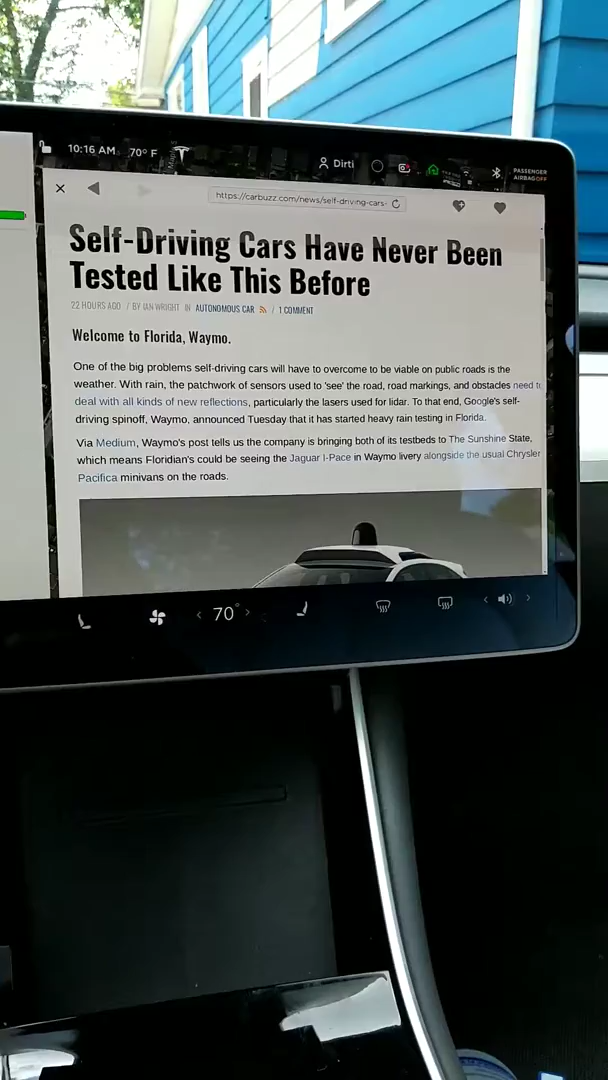 10:16 AM 70° F Dirti PASSENGER
AIRBAG OFF
https://carbuzz.com/news/self-driving-cars-
Self-Driving Cars Have Never Been
Tested Like This Before
22 HOURS AGO / BY IAN WRIGHT IN AUTONOMOUS CAR / 1 COMMENT
Welcome to Florida, Waymo.
One of the big problems self-driving cars will have to overcome to be viable on public roads is the
weather. With rain, the patchwork of sensors used to 'see' the road, road markings, and obstacles need to
deal with all kinds of new reflections, particularly the lasers used for lidar. To that end, Google's self-
driving spinoff, Waymo, announced Tuesday that it has started heavy rain testing in Florida.
Via Medium, Waymo's post tells us the company is bringing both of its testbeds to The Sunshine State,
which means Floridian's could be seeing the Jaguar I-Pace in Waymo livery alongside the usual Chrysler
Pacifica minivans on the roads.
70°